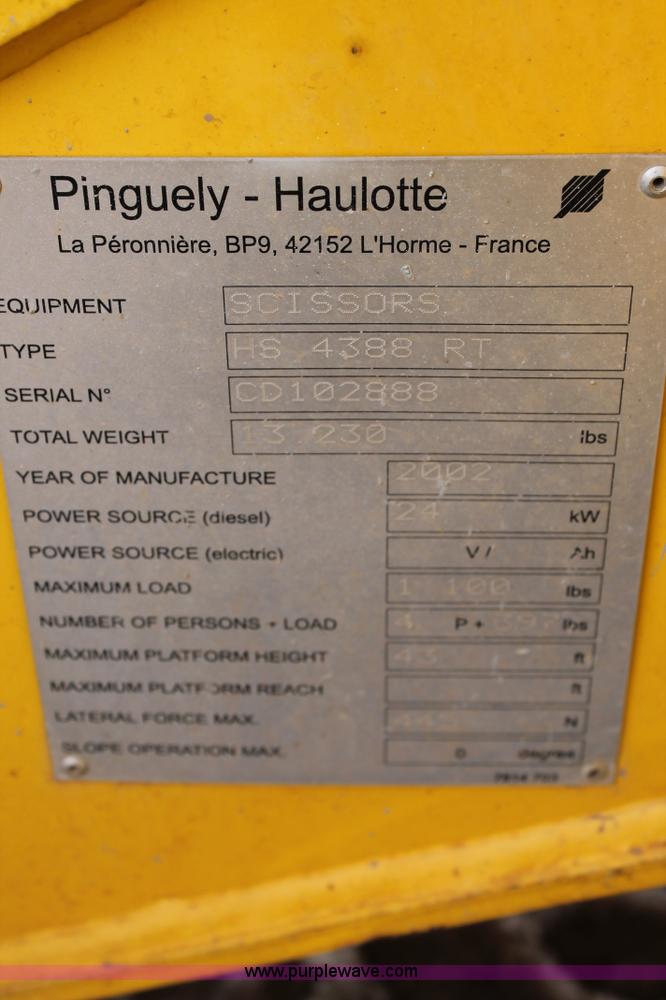 Pinguely - Haulotte
La Péronnière, BP9, 42152 L'Horme - France
EQUIPMENT SCISSORS
TYPE HS 4388 RT
SERIAL N° CD102888
TOTAL WEIGHT 13 230 lbs
YEAR OF MANUFACTURE 2002
POWER SOURCE (diesel) 24 kW
POWER SOURCE (electric) V / Ah
MAXIMUM LOAD 1 100 lbs
NUMBER OF PERSONS + LOAD 4 P + lbs
MAXIMUM PLATFORM HEIGHT 43 ft
MAXIMUM PLATFORM REACH ft
LATERAL FORCE MAX. N
SLOPE OPERATION MAX. 0 degree
www.purplewave.com